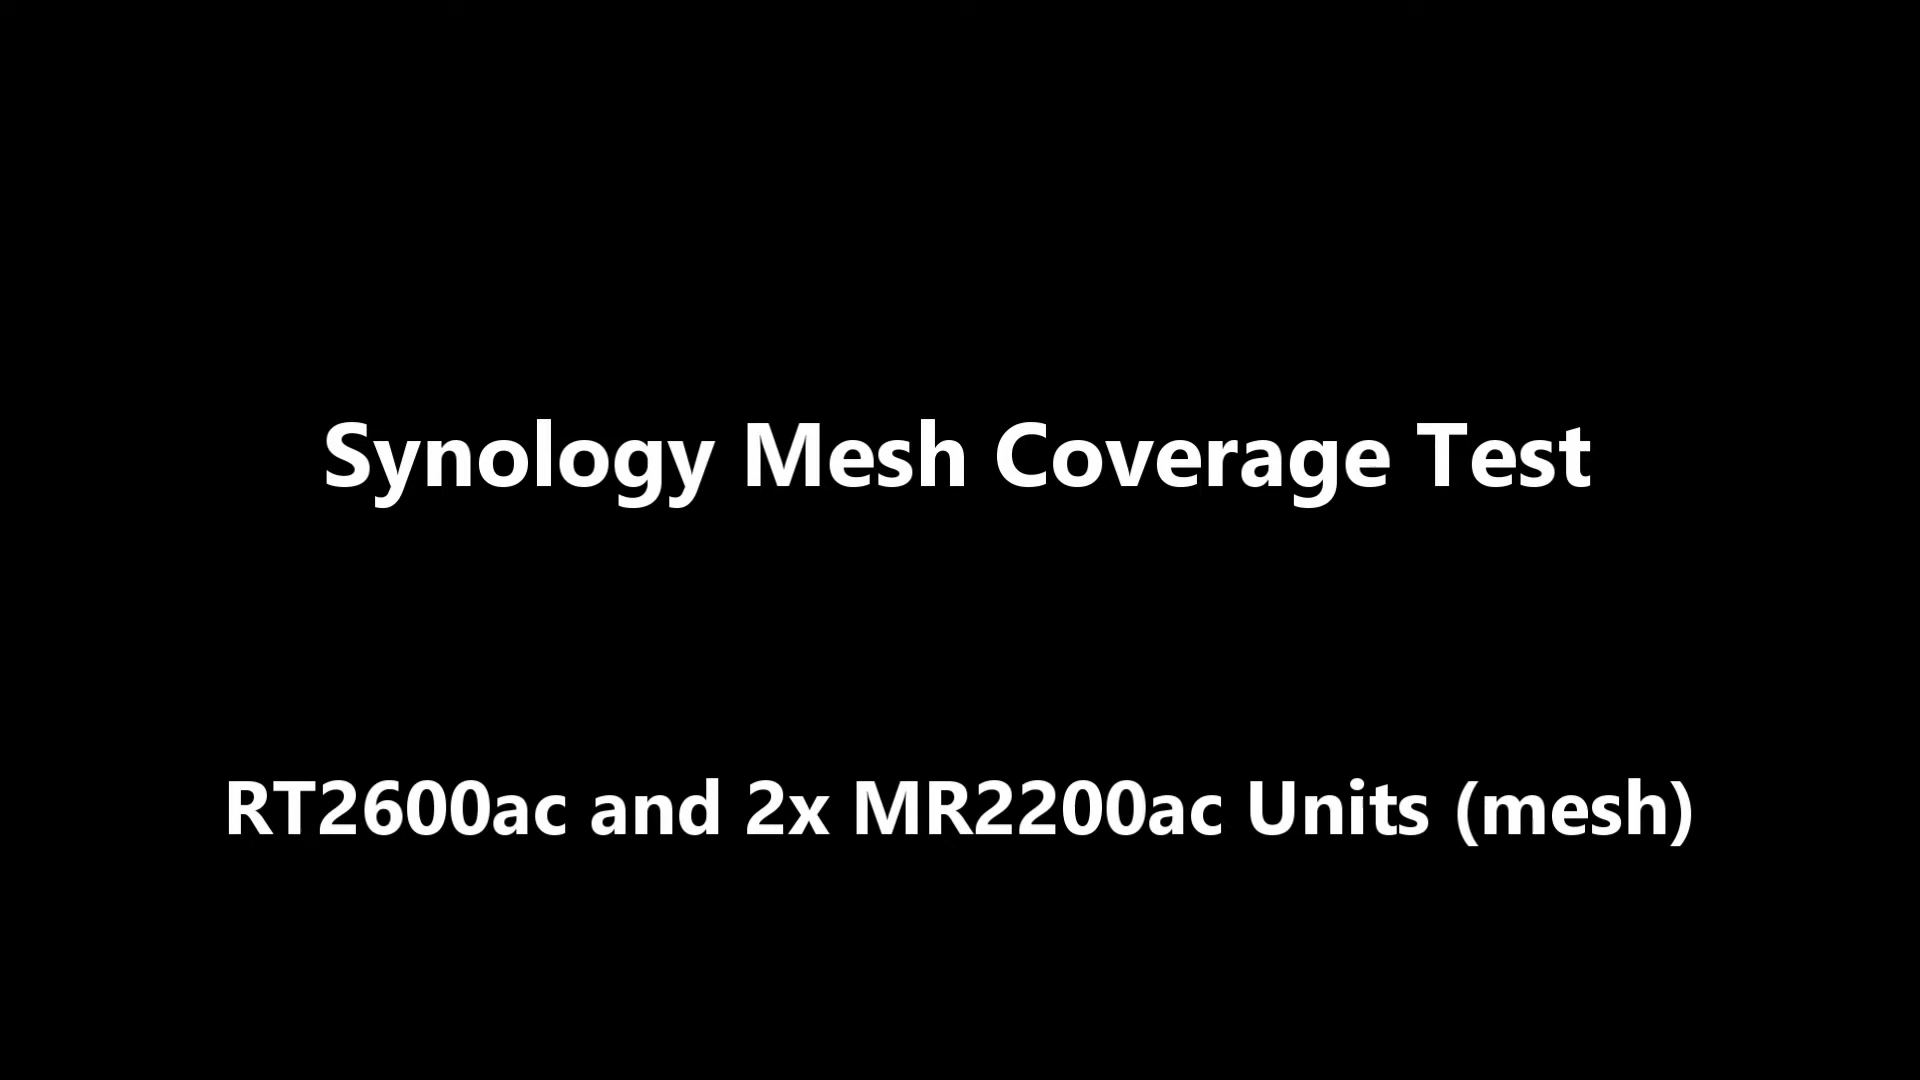 Synology Mesh Coverage Test
RT2600ac and 2x MR2200ac Units (mesh)